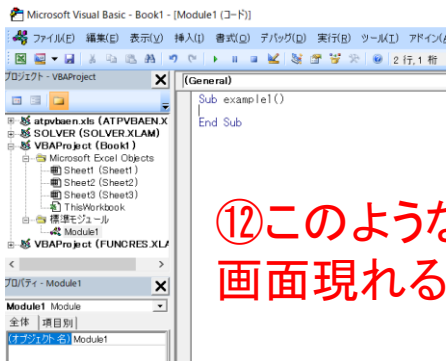 Microsoft Visual Basic - Book1 - [Module1 (コード)]
ファイル(F) 編集(E) 表示(V) 挿入(I) 書式(O) デバッグ(D) 実行(R) ツール(T) アドイン(A
2 行, 1 桁
プロジェクト - VBAProject
(General)
Sub example1()
End Sub
atpvbaen.xls (ATPVBAEN.X
SOLVER (SOLVER.XLAM)
VBAProject (Book1)
Microsoft Excel Objects
Sheet1 (Sheet1)
Sheet2 (Sheet2)
Sheet3 (Sheet3)
ThisWorkbook
標準モジュール
Module1
VBAProject (FUNCRES.XLA
⑫このような
画面現れる
プロパティ - Module1
Module1 Module
全体 項目別
(オブジェクト名) Module1